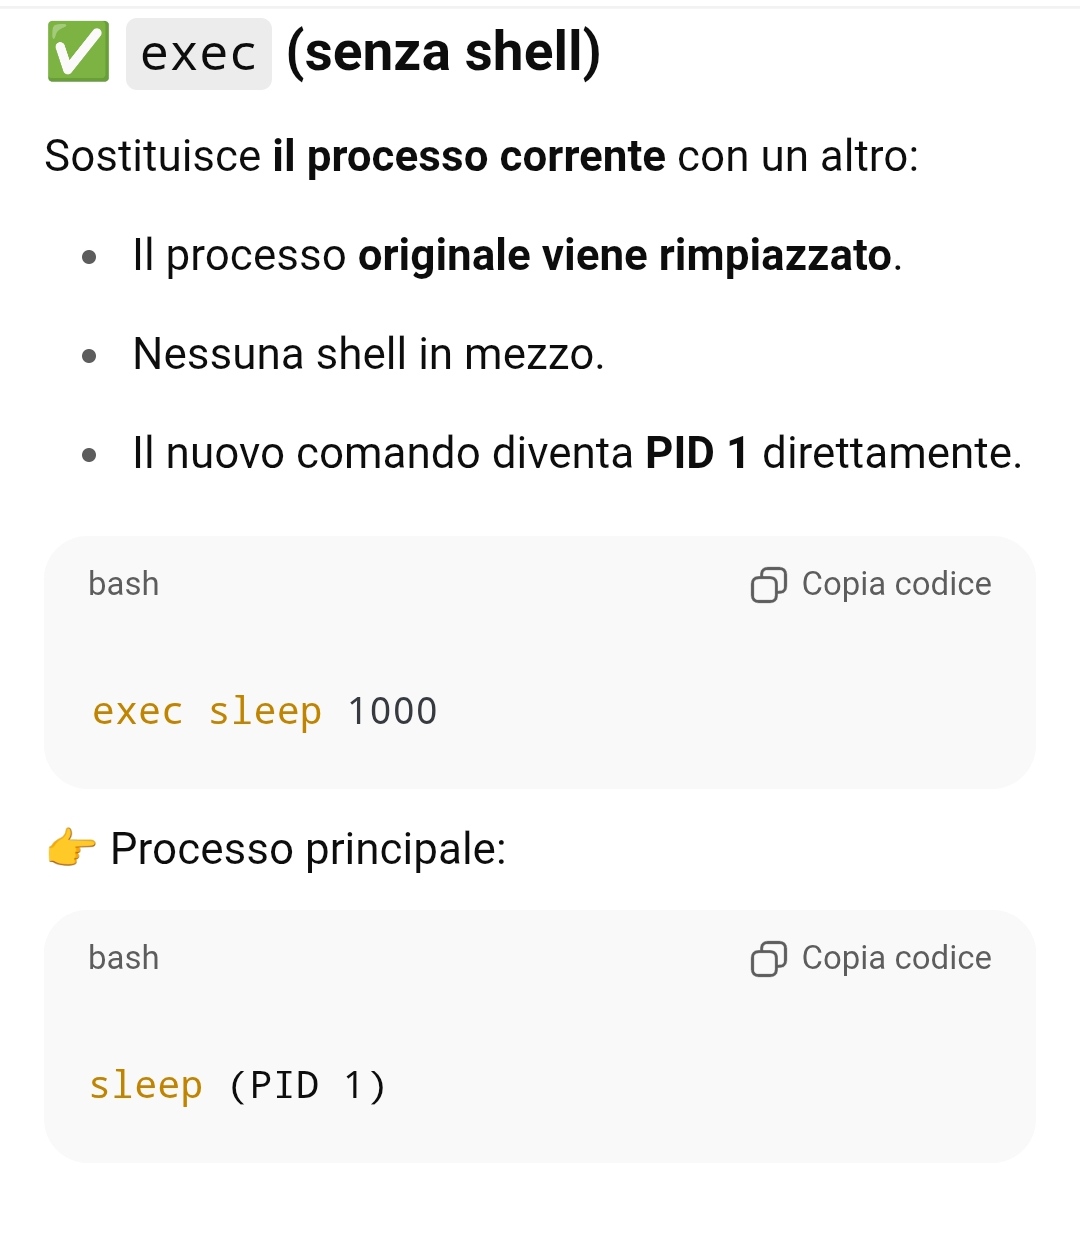 ✅ exec (senza shell)
Sostituisce il processo corrente con un altro:
• Il processo originale viene rimpiazzato.
• Nessuna shell in mezzo.
• Il nuovo comando diventa PID 1 direttamente.
bash Copia codice
exec sleep 1000
👉 Processo principale:
bash Copia codice
sleep (PID 1)